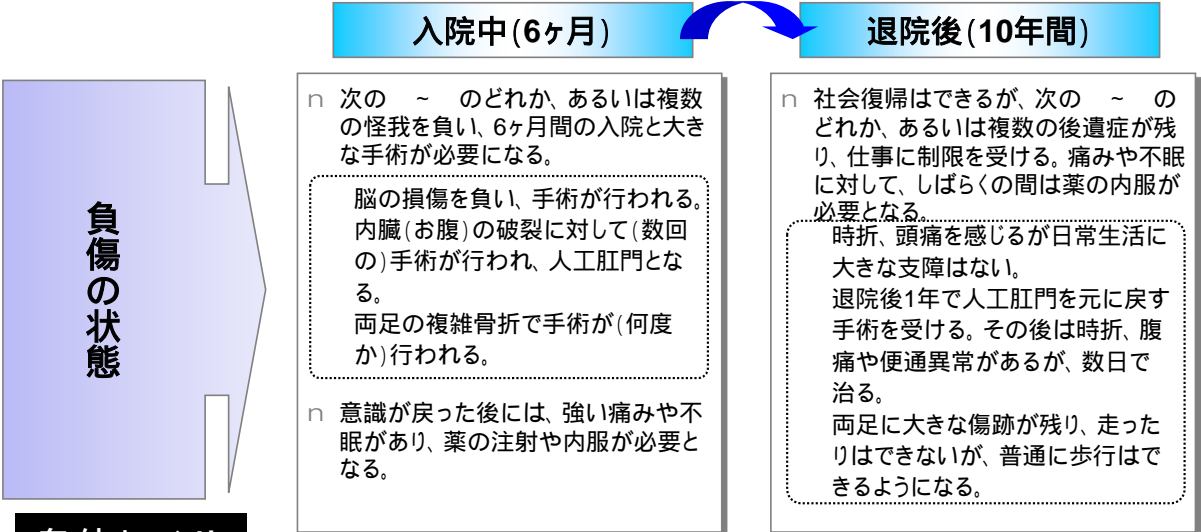 入院中(6ヶ月)
退院後(10年間)
負傷の状態
n 次の ~ のどれか、あるいは複数
の怪我を負い、6ヶ月間の入院と大き
な手術が必要になる。
脳の損傷を負い、手術が行われる。
内臓(お腹)の破裂に対して(数回
の)手術が行われ、人工肛門とな
る。
両足の複雑骨折で手術が(何度
か)行われる。
n 意識が戻った後には、強い痛みや不
眠があり、薬の注射や内服が必要と
なる。
n 社会復帰はできるが、次の ~ の
どれか、あるいは複数の後遺症が残
り、仕事に制限を受ける。痛みや不眠
に対して、しばらくの間は薬の内服が
必要となる。
時折、頭痛を感じるが日常生活に
大きな支障はない。
退院後1年で人工肛門を元に戻す
手術を受ける。その後は時折、腹
痛や便通異常があるが、数日で
治る。
両足に大きな傷跡が残り、走った
りはできないが、普通に歩行はで
きるようになる。